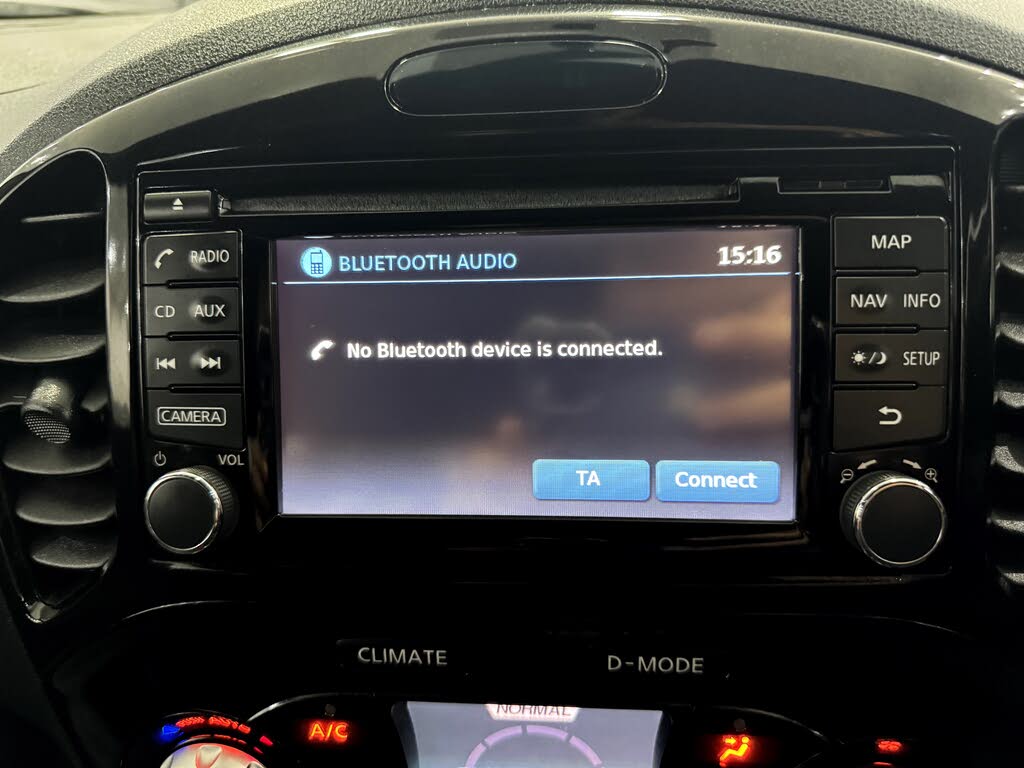 BLUETOOTH AUDIO 15:16
No Bluetooth device is connected.
TA Connect
RADIO
CD AUX
CAMERA
VOL
MAP
NAV INFO
SETUP
CLIMATE D-MODE
NORMAL
A/C